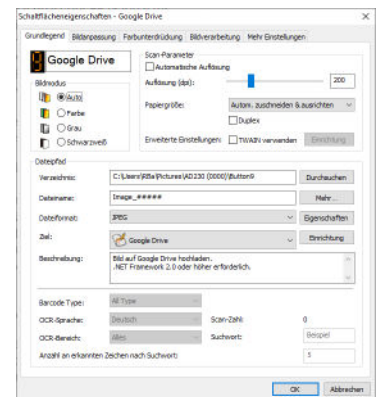 Schaltflächeneigenschaften - Google Drive
Grundlegend Bildanpassung Farbunterdrückung Bildverarbeitung Mehr Einstellungen
9 Google Drive
Scan-Parameter
Automatische Auflösung
Auflösung (dpi): 200
Bildmodus
Auto
Farbe
Grau
Schwarzweiß
Papiergröße: Autom. zuschneiden & ausrichten
Duplex
Erweiterte Einstellungen: TWAIN verwenden Einrichtung
Dateipfad
Verzeichnis: C:\Users\RBa\Pictures\AD230 (0000)\Button9 Durchsuchen
Dateiname: Image_##### Mehr...
Dateiformat: JPEG Eigenschaften
Ziel: Google Drive Einrichtung
Beschreibung: Bild auf Google Drive hochladen.
.NET Framework 2.0 oder höher erforderlich.
Barcode Type: All Type
OCR-Sprache: Deutsch Scan-Zahl: 0
OCR-Bereich: Alles Suchwort: Beispiel
Anzahl an erkannten Zeichen nach Suchwort: 5
OK Abbrechen